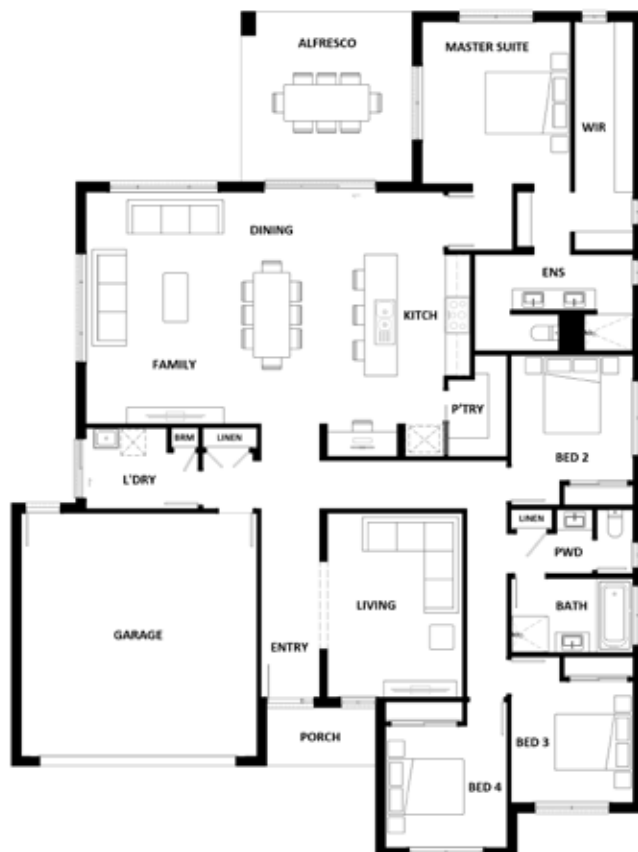 ALFRESCO
MASTER SUITE
WIR
DINING
ENS
KITCH
FAMILY
P'TRY
BRM
LINEN
L'DRY
BED 2
LINEN
PWD
LIVING
BATH
GARAGE
ENTRY
PORCH
BED 3
BED 4